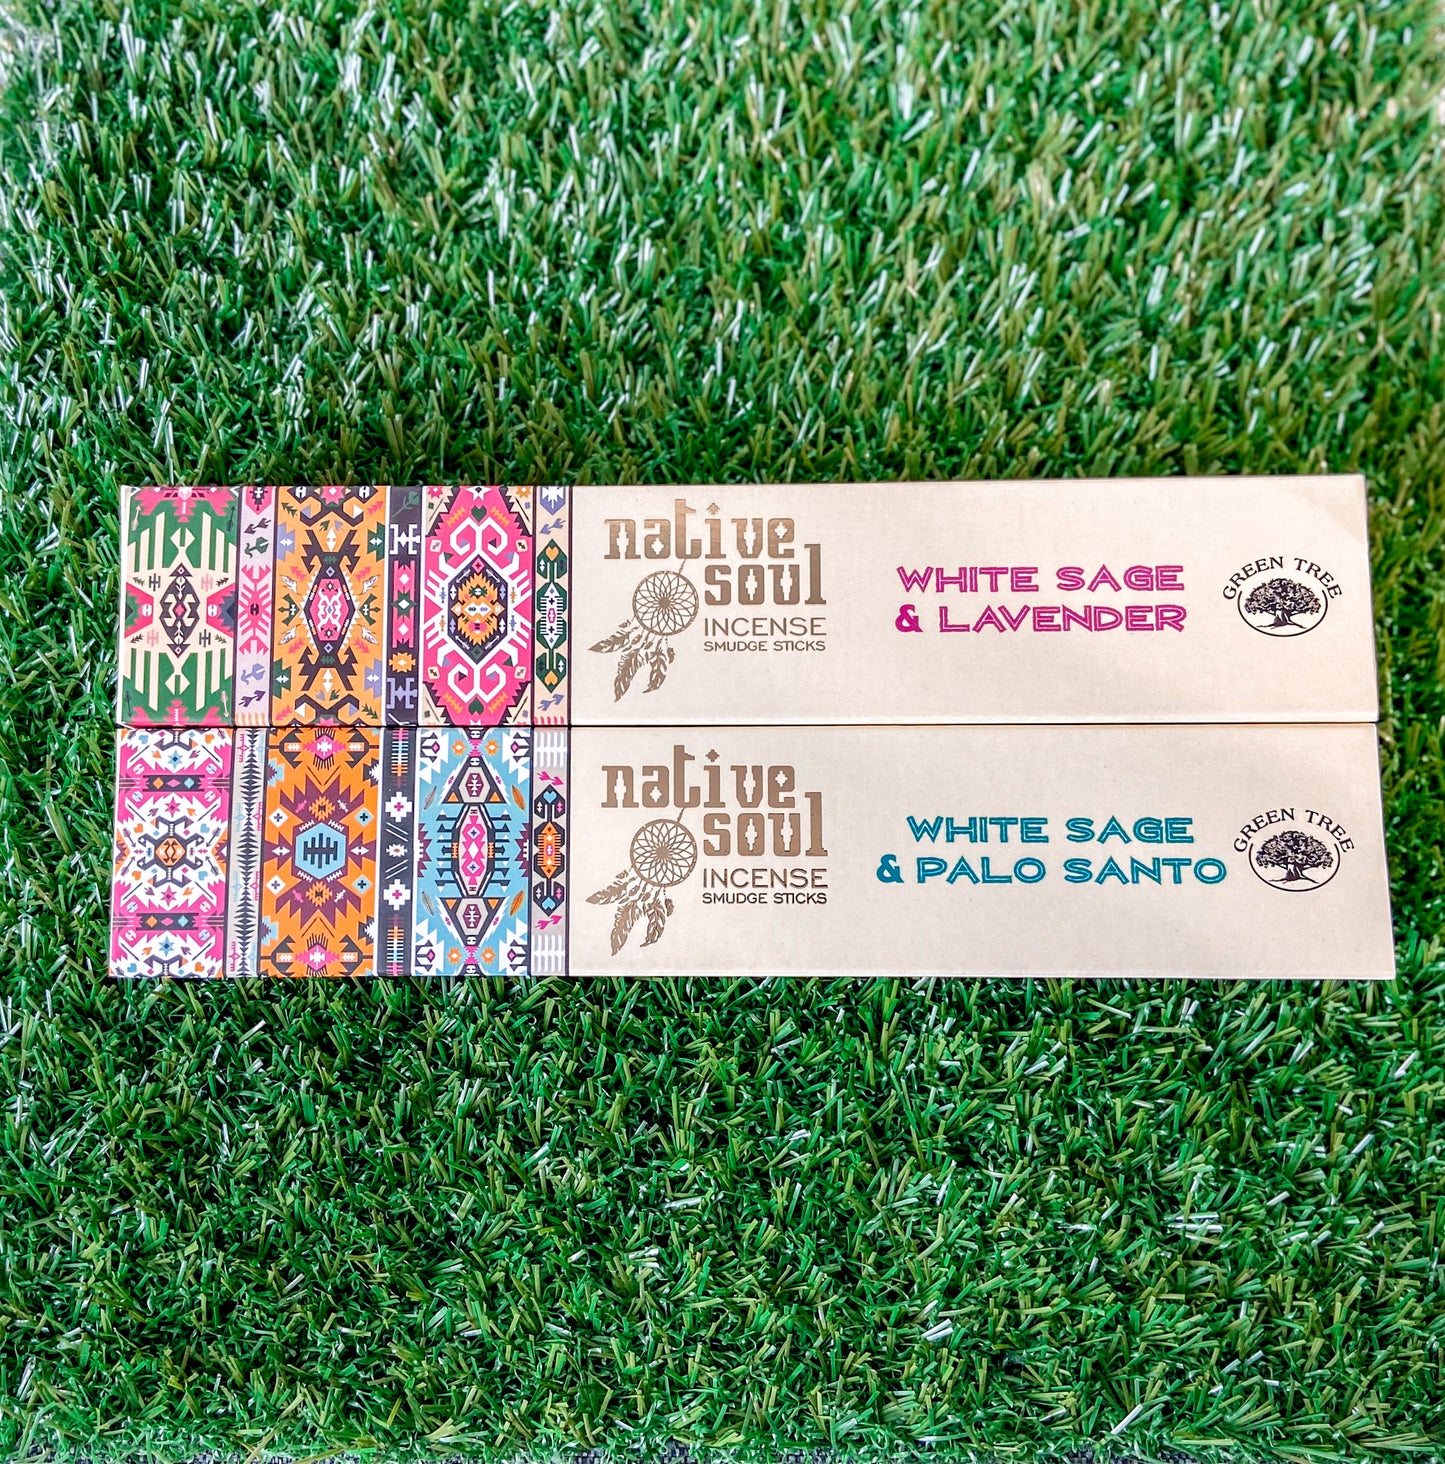 native
soul
INCENSE
SMUDGE STICKS
WHITE SAGE
& LAVENDER
GREEN TREE
native
soul
INCENSE
SMUDGE STICKS
WHITE SAGE
& PALO SANTO
GREEN TREE